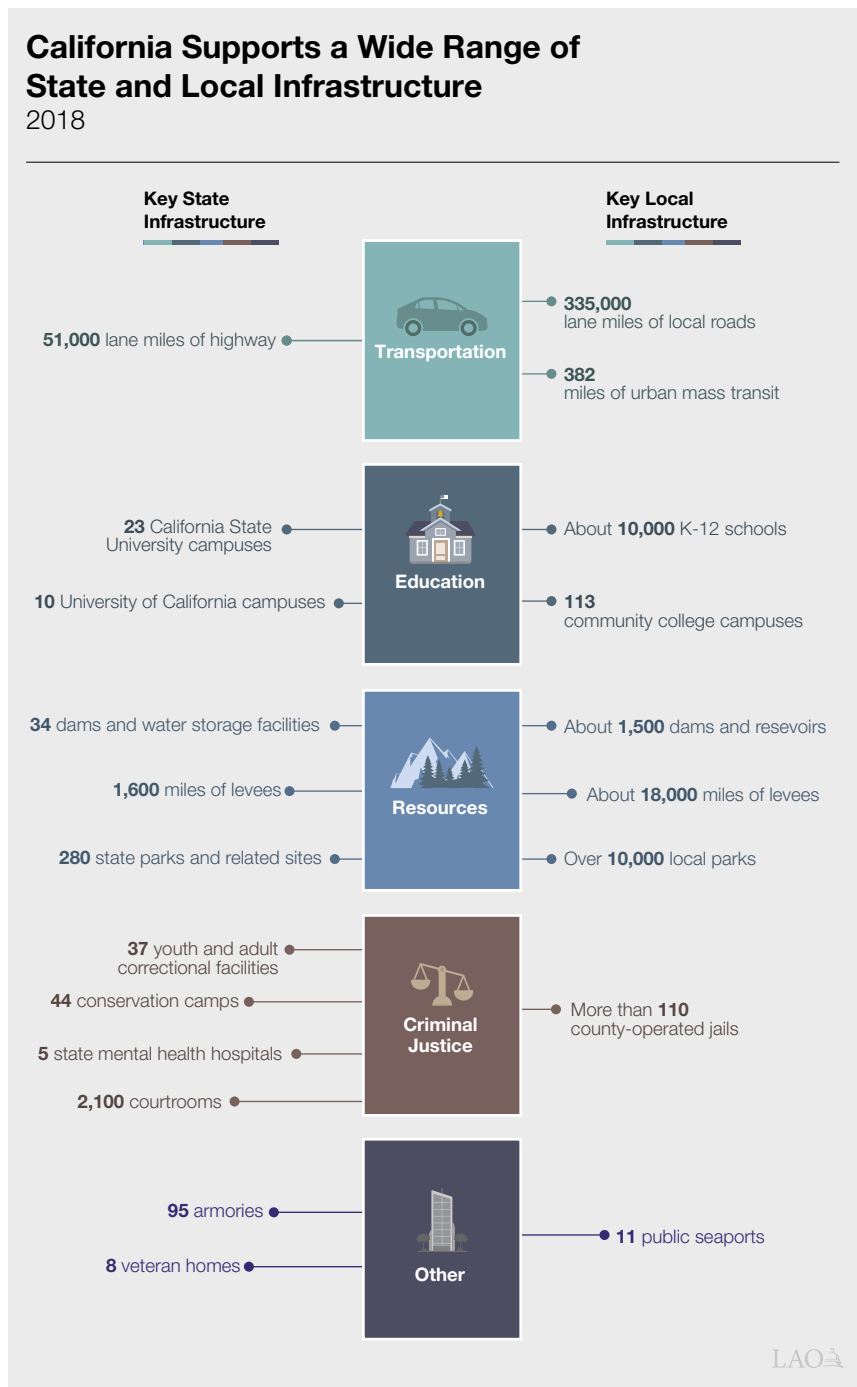 California Supports a Wide Range of
State and Local Infrastructure
2018
Key State
Infrastructure
Key Local
Infrastructure
51,000 lane miles of highway
Transportation
335,000
lane miles of local roads
382
miles of urban mass transit
23 California State
University campuses
10 University of California campuses
Education
About 10,000 K-12 schools
113
community college campuses
34 dams and water storage facilities
1,600 miles of levees
280 state parks and related sites
Resources
About 1,500 dams and resevoirs
About 18,000 miles of levees
Over 10,000 local parks
37 youth and adult
correctional facilities
44 conservation camps
5 state mental health hospitals
2,100 courtrooms
Criminal
Justice
More than 110
county-operated jails
95 armories
8 veteran homes
Other
11 public seaports
LAO